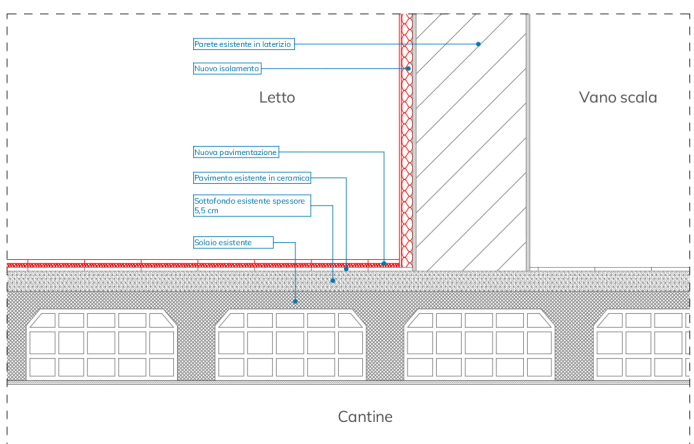 Parete esistente in laterizio
Nuovo isolamento
Letto
Vano scala
Nuova pavimentazione
Pavimento esistente in ceramica
Sottofondo esistente spessore
5,5 cm
Solaio esistente
Cantine